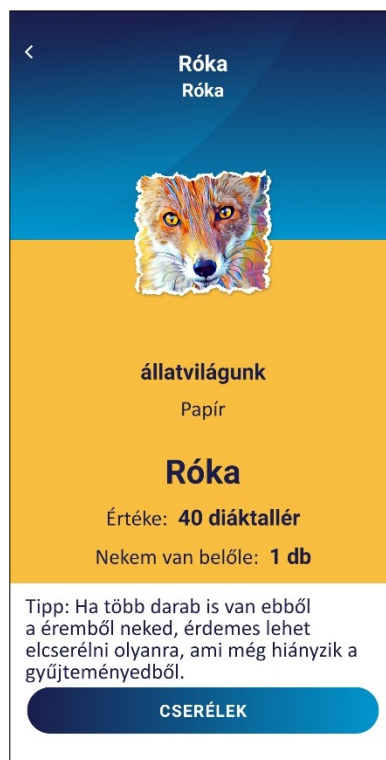 Róka
Róka
állatvilágunk
Papír
Róka
Értéke: 40 diáktallér
Nekem van belőle: 1 db
Tipp: Ha több darab is van ebből
a éremből neked, érdemes lehet
elcserélni olyanra, ami még hiányzik a
gyűjteményedből.
CSERÉLEK